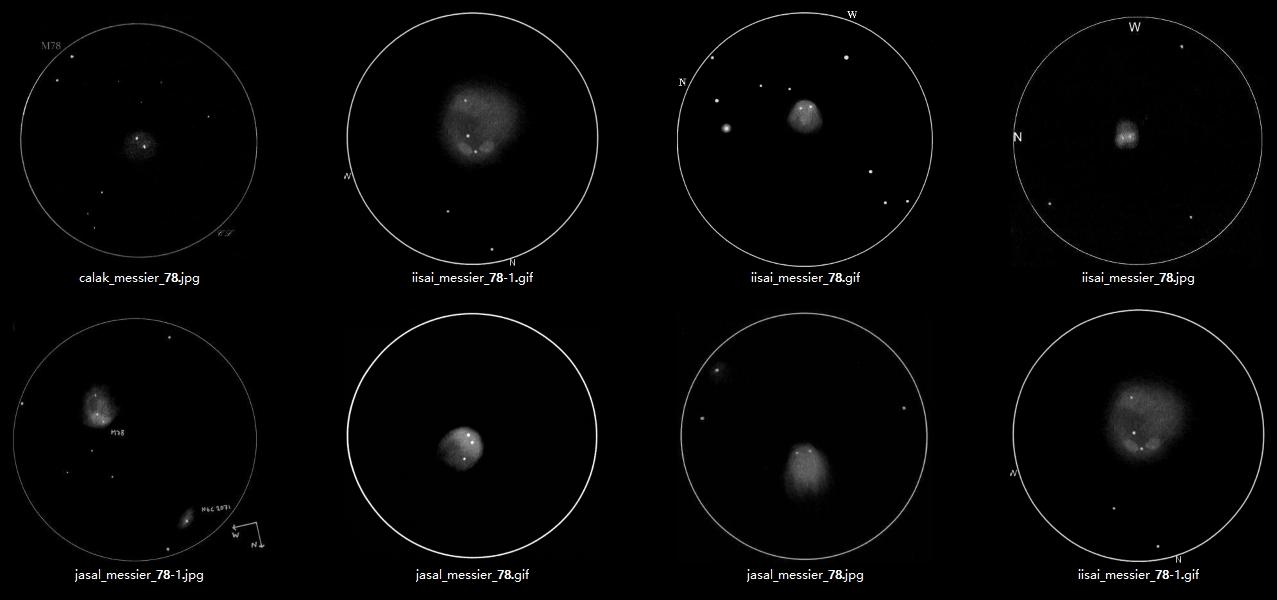 M78
W
W
N
N
N
N
calak_messier_78.jpg
iisai_messier_78-1.gif
iisai_messier_78.gif
iisai_messier_78.jpg
M78
NGC 2071
W
N
N
N
jasal_messier_78-1.jpg
jasal_messier_78.gif
jasal_messier_78.jpg
iisai_messier_78-1.gif